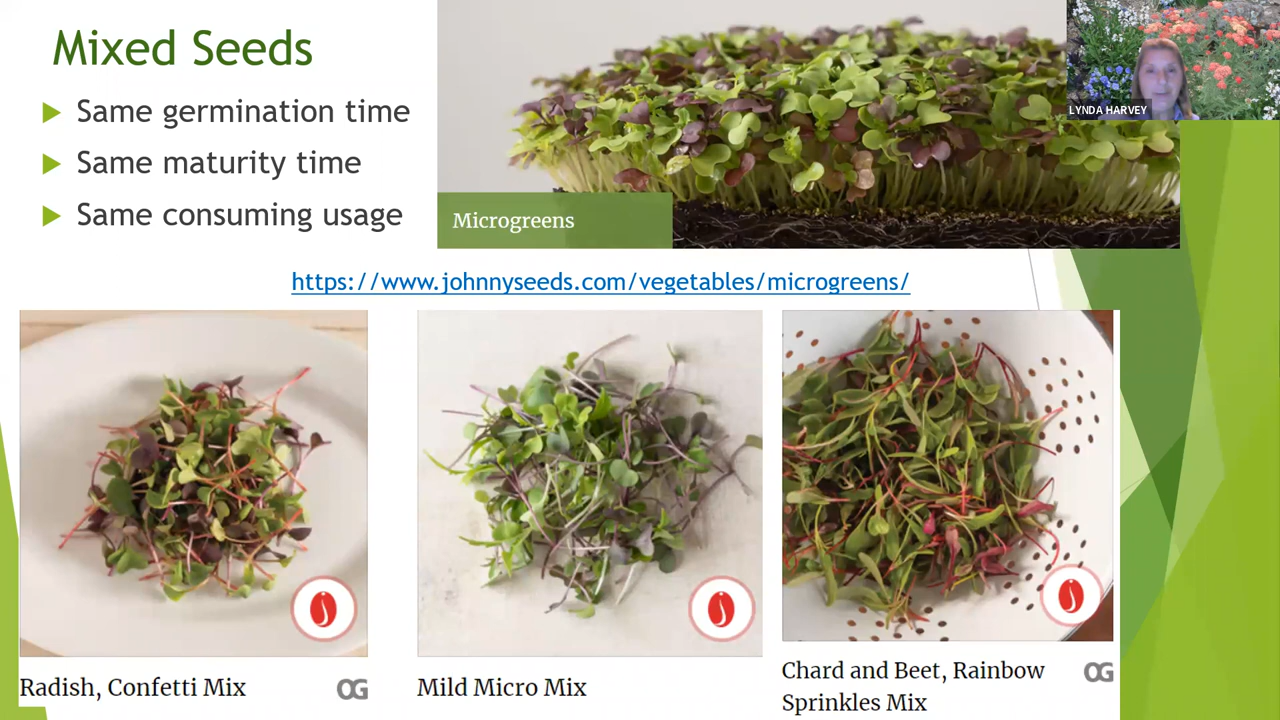 Mixed Seeds
Same germination time
Same maturity time
Same consuming usage
Microgreens
LYNDA HARVEY
https://www.johnnyseeds.com/vegetables/microgreens/
Radish, Confetti Mix
OG
Mild Micro Mix
Chard and Beet, Rainbow
Sprinkles Mix
OG